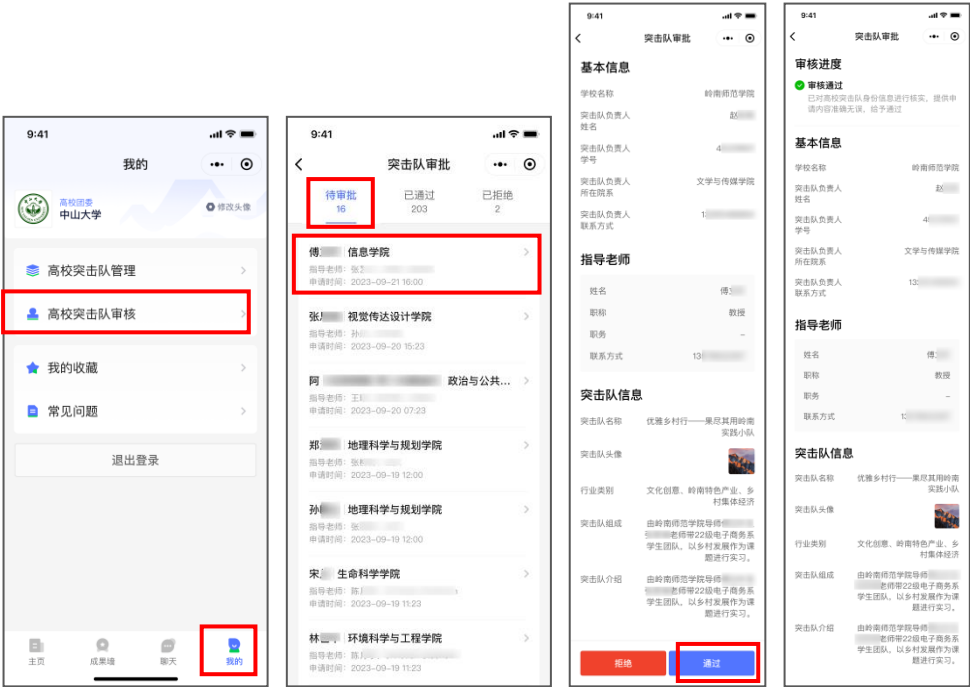 9:41
我的
高校团委
中山大学
修改头像
高校突击队管理
高校突击队审核
我的收藏
常见问题
退出登录
主页
成果墙
聊天
我的
9:41
突击队审批
待审批
16
已通过
203
已拒绝
2
傅 信息学院
指导老师：张
申请时间：2023-09-21 16:00
张 视觉传达设计学院
指导老师：孙
申请时间：2023-09-20 15:23
阿 政治与公共...
指导老师：王
申请时间：2023-09-20 07:23
郑 地理科学与规划学院
指导老师：张
申请时间：2023-09-19 12:00
孙 地理科学与规划学院
指导老师：张
申请时间：2023-09-19 12:00
宋 生命科学学院
指导老师：陈
申请时间：2023-09-19 11:23
林 环境科学与工程学院
指导老师：陈
申请时间：2023-09-19 11:23
9:41
突击队审批
基本信息
学校名称 岭南师范学院
突击队负责人 赵
姓名
突击队负责人 4
学号
突击队负责人 文学与传媒学院
所在院系
突击队负责人 1
联系方式
指导老师
姓名 傅
职称 教授
职务 –
联系方式 13
突击队信息
突击队名称 优雅乡村行——果尽其用岭南
实践小队
突击队头像
行业类别 文化创意、岭南特色产业、乡
村集体经济
突击队组成 由岭南师范学院导师
老师带22级电子商务系
学生团队，以乡村发展作为课
题进行实习。
突击队介绍 由岭南师范学院导师
老师带22级电子商务系
学生团队，以乡村发展作为课
题进行实习。
拒绝
通过
9:41
突击队审批
审核进度
审核通过
已对高校突击队身份信息进行核实，提供申
请内容准确无误，给予通过
基本信息
学校名称 岭南师范学院
突击队负责人 赵
姓名
突击队负责人 4
学号
突击队负责人 文学与传媒学院
所在院系
突击队负责人 13
联系方式
指导老师
姓名 傅
职称 教授
职务 –
联系方式 1
突击队信息
突击队名称 优雅乡村行——果尽其用岭南
实践小队
突击队头像
行业类别 文化创意、岭南特色产业、乡
村集体经济
突击队组成 由岭南师范学院导师
老师带22级电子商务系
学生团队，以乡村发展作为课
题进行实习。
突击队介绍 由岭南师范学院导师
老师带22级电子商务系
学生团队，以乡村发展作为课
题进行实习。